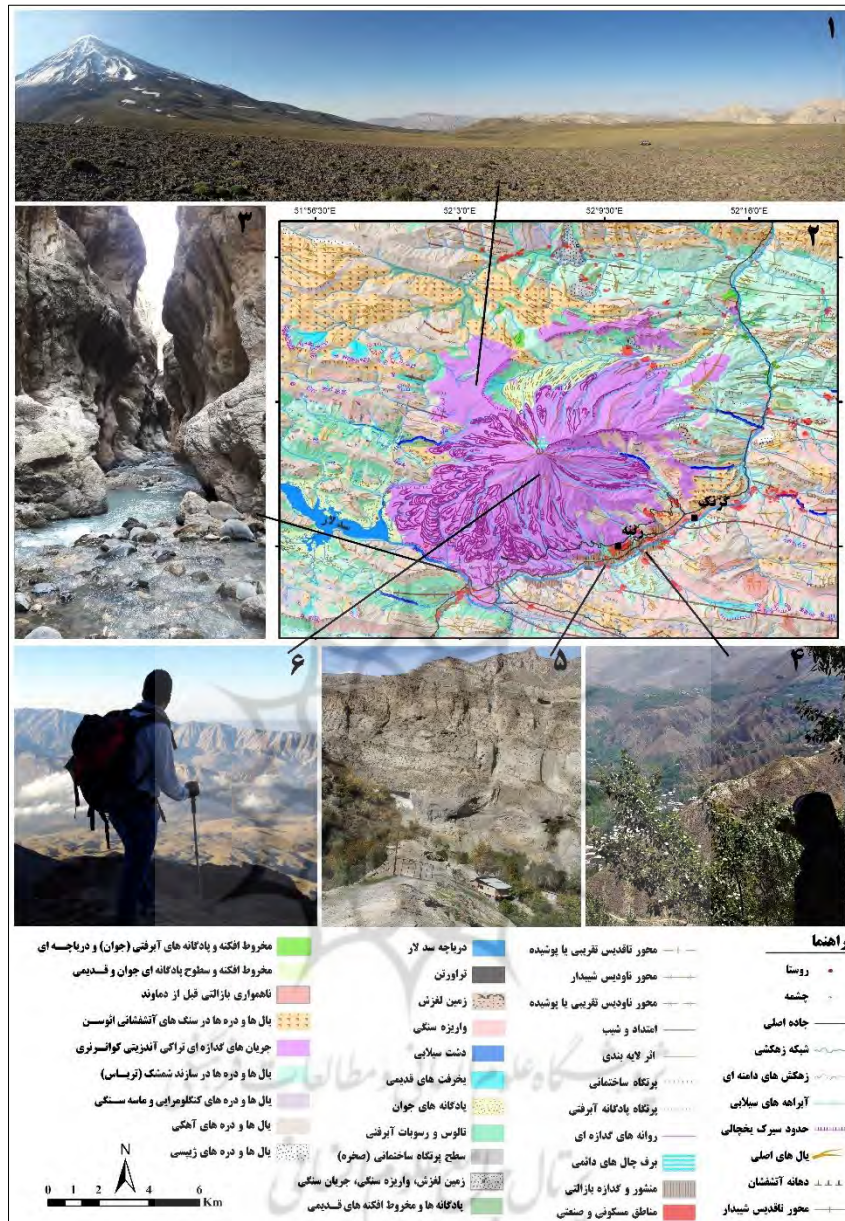 ۱
51°56'30"E 52°3'0"E 52°9'30"E 52°16'0"E
۳
۲
سد لار
گزنک
رینه
۶
۵
۴
راهنما
روستا
چشمه
جاده اصلی
شبکه زهکشی
زهکش های دامنه ای
آبراهه های سیلابی
حدود سیرک یخچالی
یال های اصلی
دهانه آتشفشان
محور تاقدیس شیبدار
محور تاقدیس تقریبی یا پوشیده
محور ناودیس شیبدار
محور ناودیس تقریبی یا پوشیده
امتداد و شیب
اثر لایه بندی
پرتگاه ساختمانی
پرتگاه پادگانه آبرفتی
روانه های گدازه ای
برف چال های دائمی
منشور و گدازه بازالتی
مناطق مسکونی و صنعتی
دریاچه سد لار
تراورتن
زمین لغزش
واریزه سنگی
دشت سیلابی
یخرفت های قدیمی
پادگانه های جوان
تالوس و رسوبات آبرفتی
سطح پرتگاه ساختمانی (صخره)
زمین لغزش، واریزه سنگی، جریان سنگی
پادگانه ها و مخروط افکنه های قدیمی
مخروط افکنه و پادگانه های آبرفتی (جوان) و دریاچه ای
مخروط افکنه و سطوح پادگانه ای جوان و قدیمی
ناهمواری بازالتی قبل از دماوند
یال ها و دره ها در سنگ های آتشفشانی ائوسن
جریان های گدازه ای تراکی آندزیتی کواترنری
یال ها و دره ها در سازند شمشک (تریاس)
یال ها و دره های کنگلومرایی و ماسه سنگی
یال ها و دره های آهکی
یال ها و دره های ژیپسی
N
0 1 2 4 6 Km